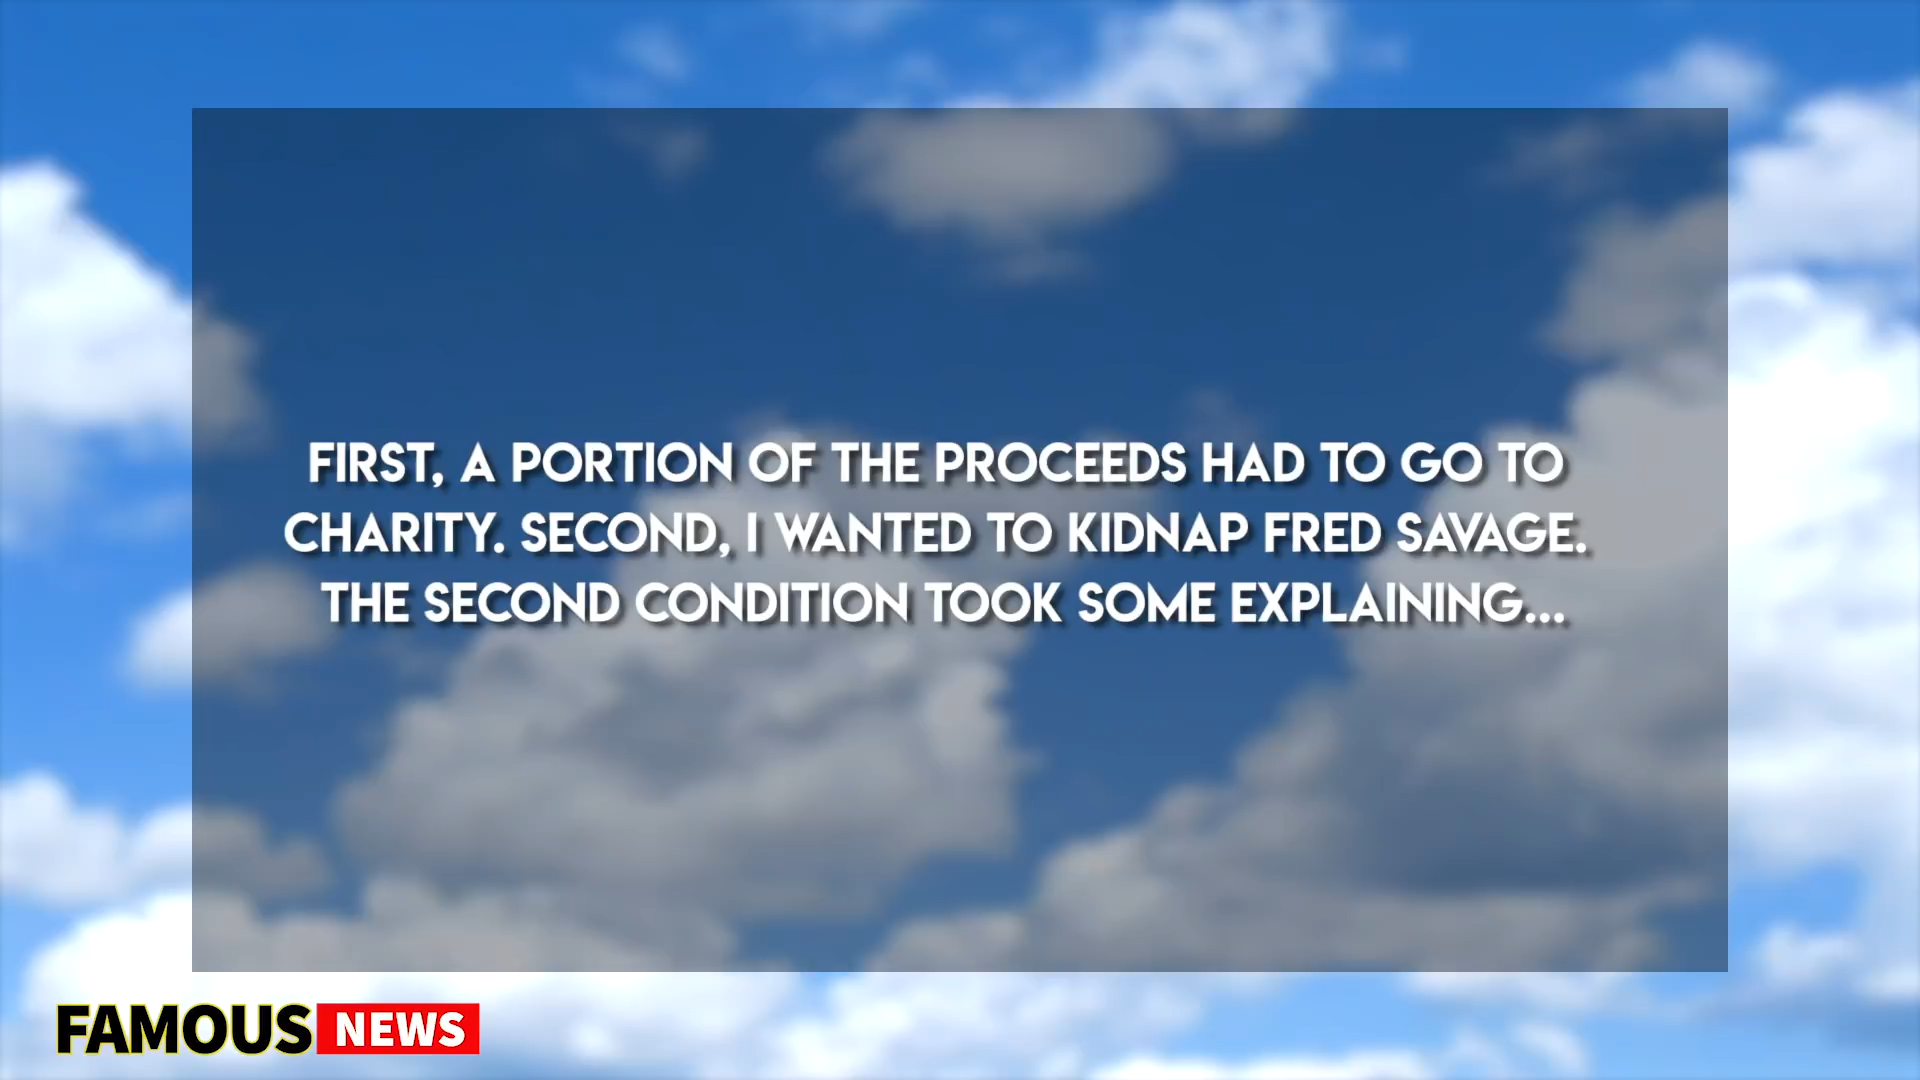 FIRST, A PORTION OF THE PROCEEDS HAD TO GO TO
CHARITY. SECOND, I WANTED TO KIDNAP FRED SAVAGE.
THE SECOND CONDITION TOOK SOME EXPLAINING...
FAMOUS NEWS